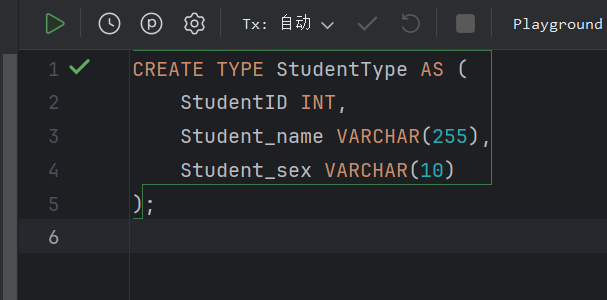 Tx: 自动 Playground
1 CREATE TYPE StudentType AS (
2 StudentID INT,
3 Student_name VARCHAR(255),
4 Student_sex VARCHAR(10)
5 );
6